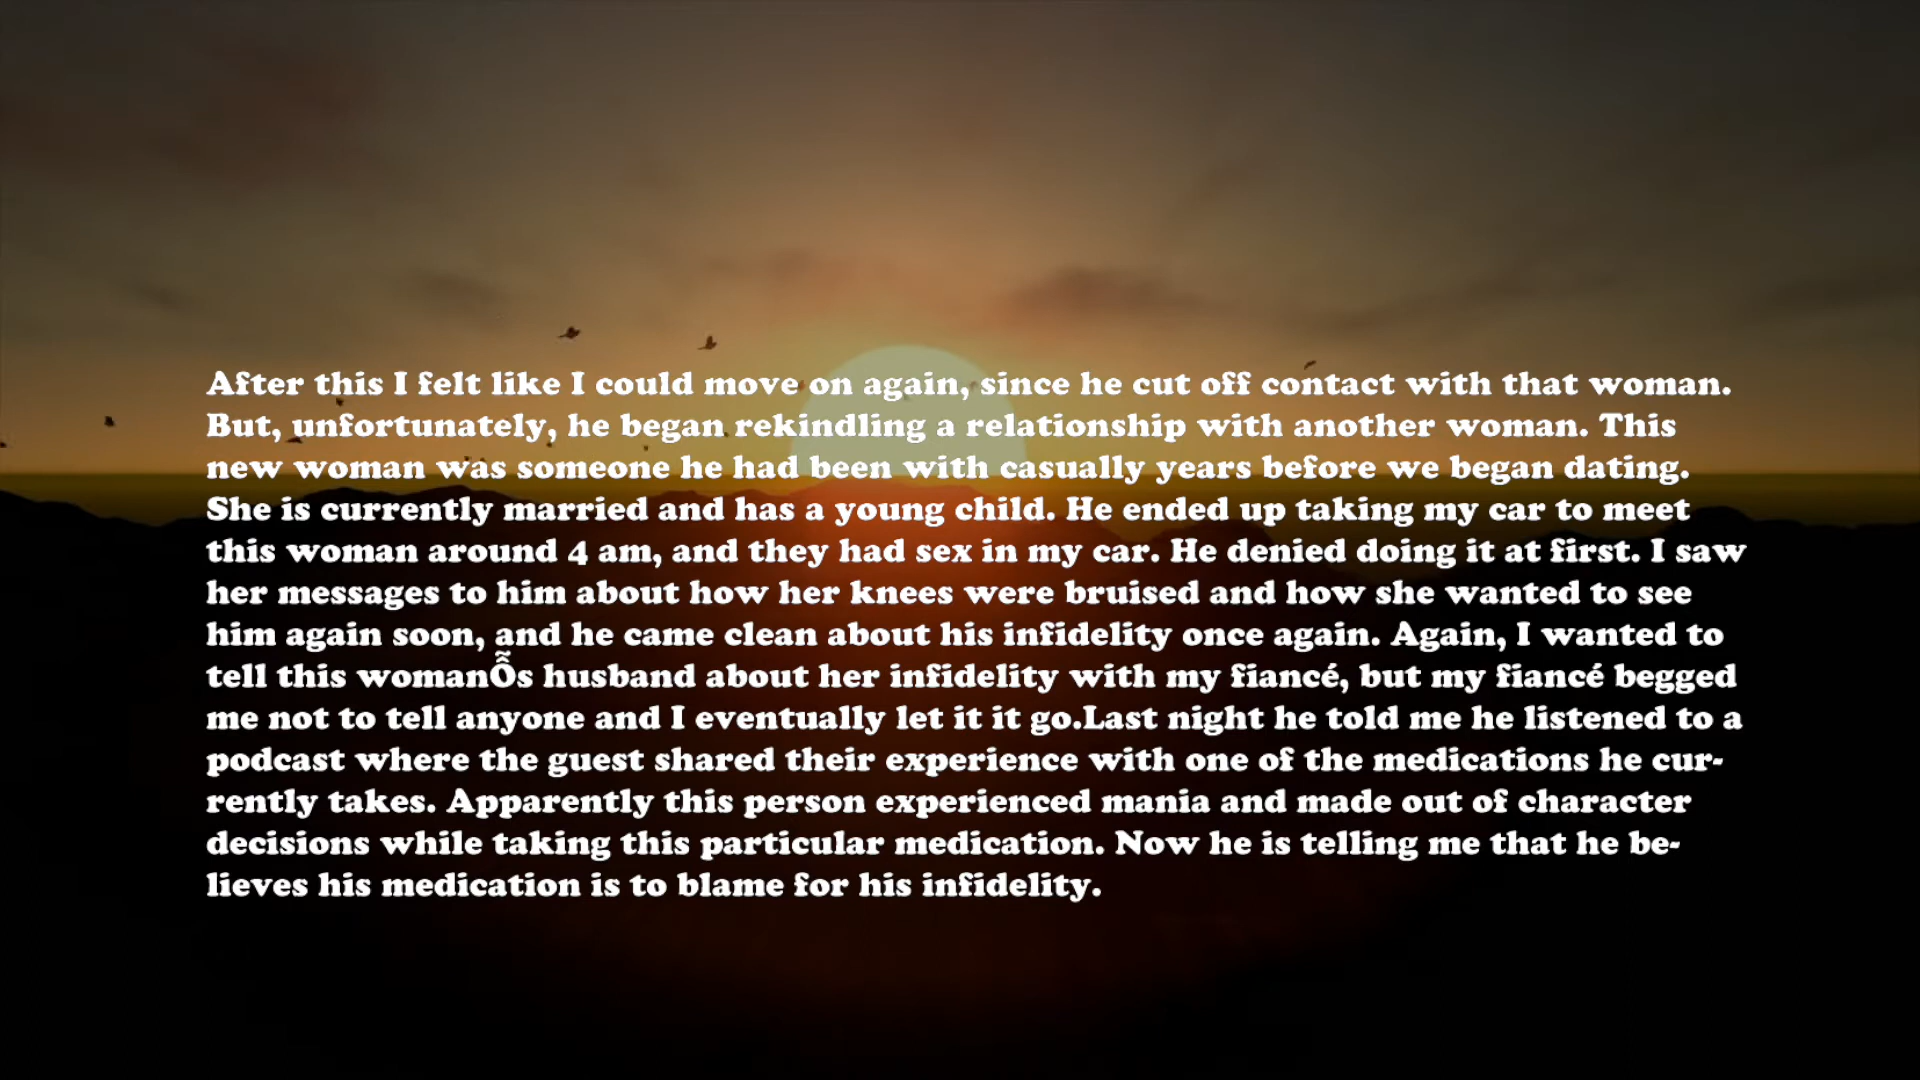 After this I felt like I could move on again, since he cut off contact with that woman.
But, unfortunately, he began rekindling a relationship with another woman. This
new woman was someone he had been with casually years before we began dating.
She is currently married and has a young child. He ended up taking my car to meet
this woman around 4 am, and they had sex in my car. He denied doing it at first. I saw
her messages to him about how her knees were bruised and how she wanted to see
him again soon, and he came clean about his infidelity once again. Again, I wanted to
tell this womanỖs husband about her infidelity with my fiancé, but my fiancé begged
me not to tell anyone and I eventually let it it go.Last night he told me he listened to a
podcast where the guest shared their experience with one of the medications he cur-
rently takes. Apparently this person experienced mania and made out of character
decisions while taking this particular medication. Now he is telling me that he be-
lieves his medication is to blame for his infidelity.